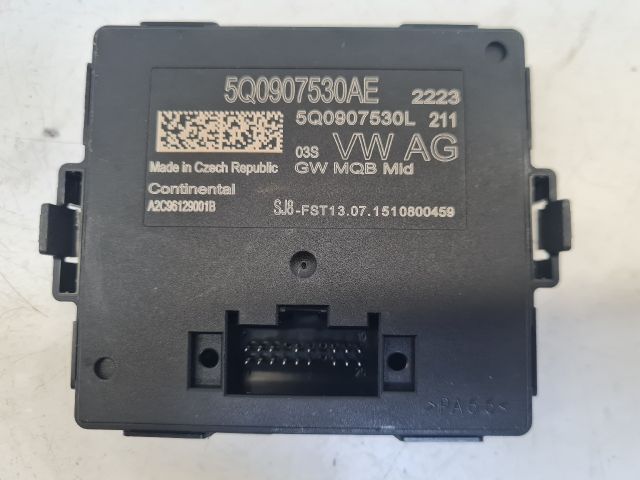 5Q0907530AE 2223
5Q0907530L 211
03S VW AG
Made in Czech Republic GW MQB Mid
Continental
A2C96129001B SJ8-FST13.07.1510800459
>PA66<